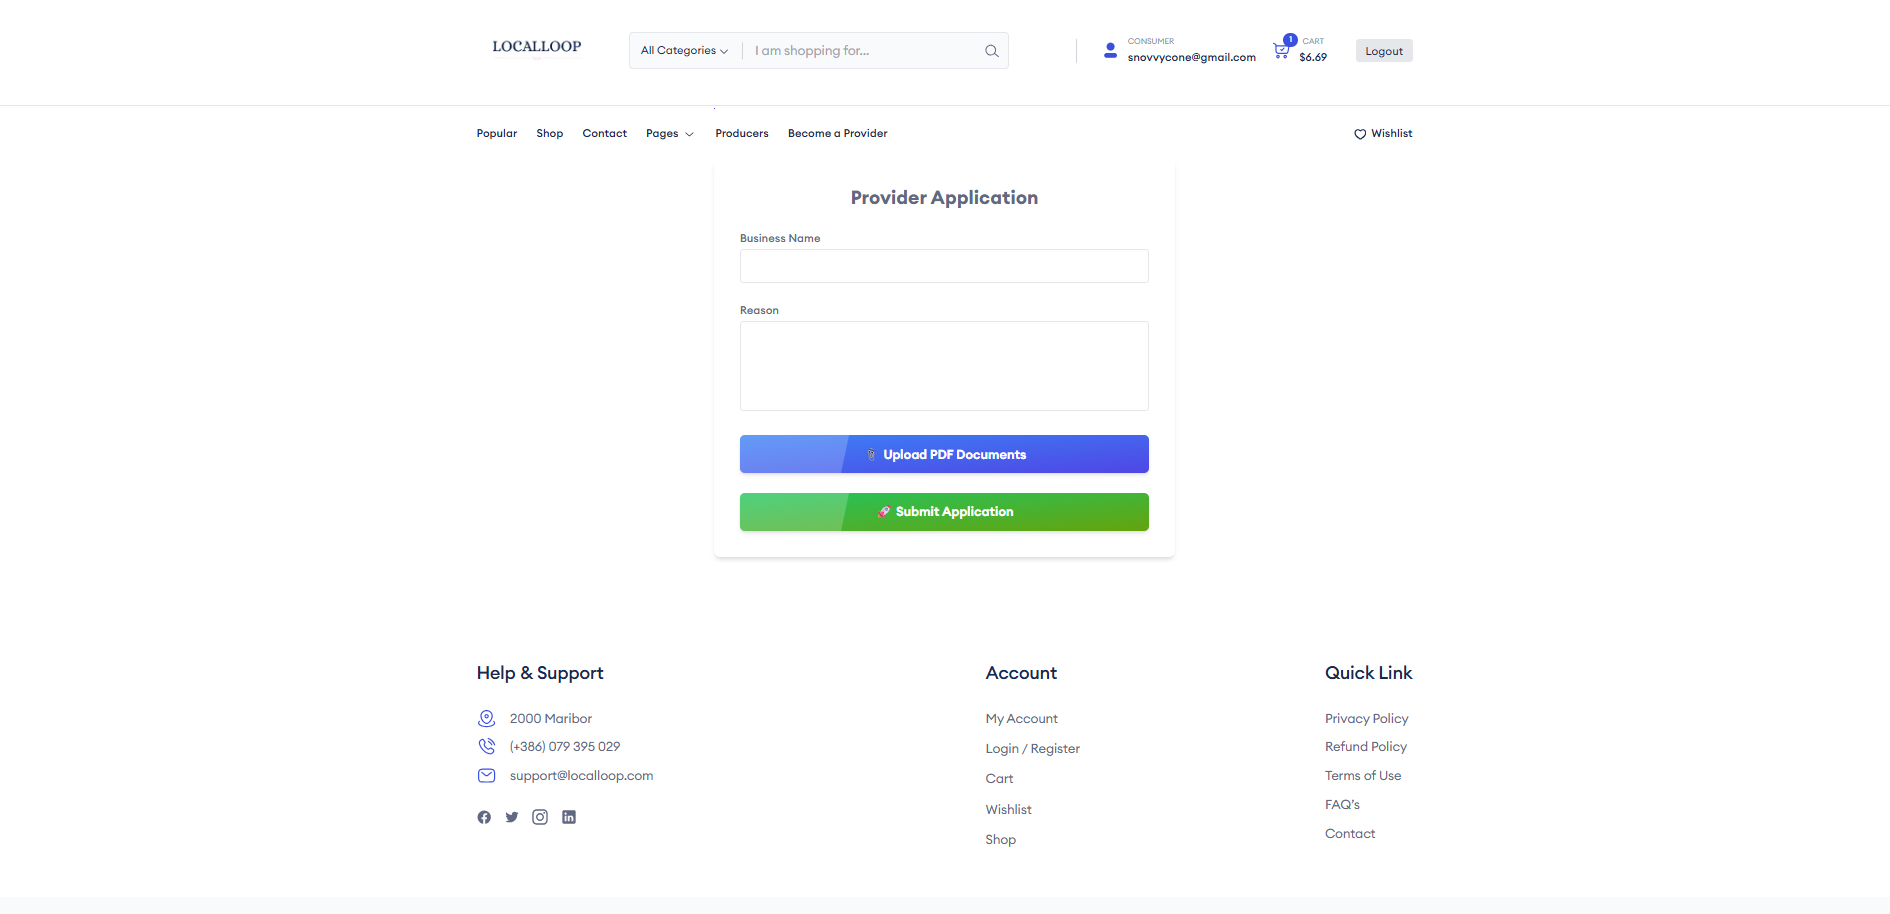 LOCALLOOP
All Categories
I am shopping for...
CONSUMER
snovvycone@gmail.com
1
CART
$6.69
Logout
Popular
Shop
Contact
Pages
Producers
Become a Provider
Wishlist
Provider Application
Business Name
Reason
Upload PDF Documents
🚀 Submit Application
Help & Support
2000 Maribor
(+386) 079 395 029
support@localloop.com
Account
My Account
Login / Register
Cart
Wishlist
Shop
Quick Link
Privacy Policy
Refund Policy
Terms of Use
FAQ's
Contact